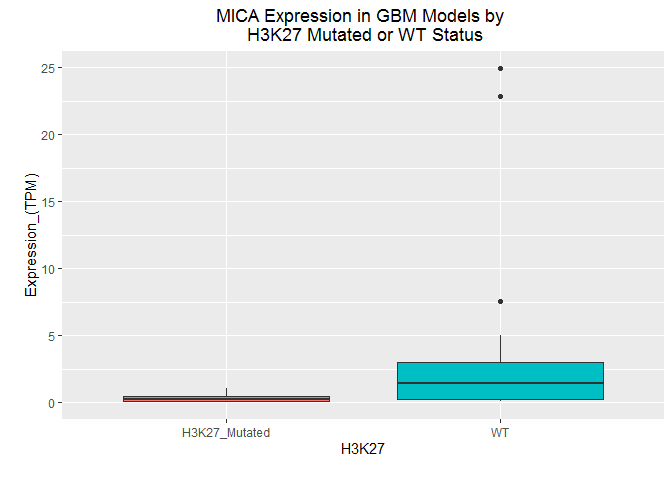 MICA Expression in GBM Models by
H3K27 Mutated or WT Status
Expression_(TPM)
25
20
15
10
5
0
H3K27_Mutated
WT
H3K27